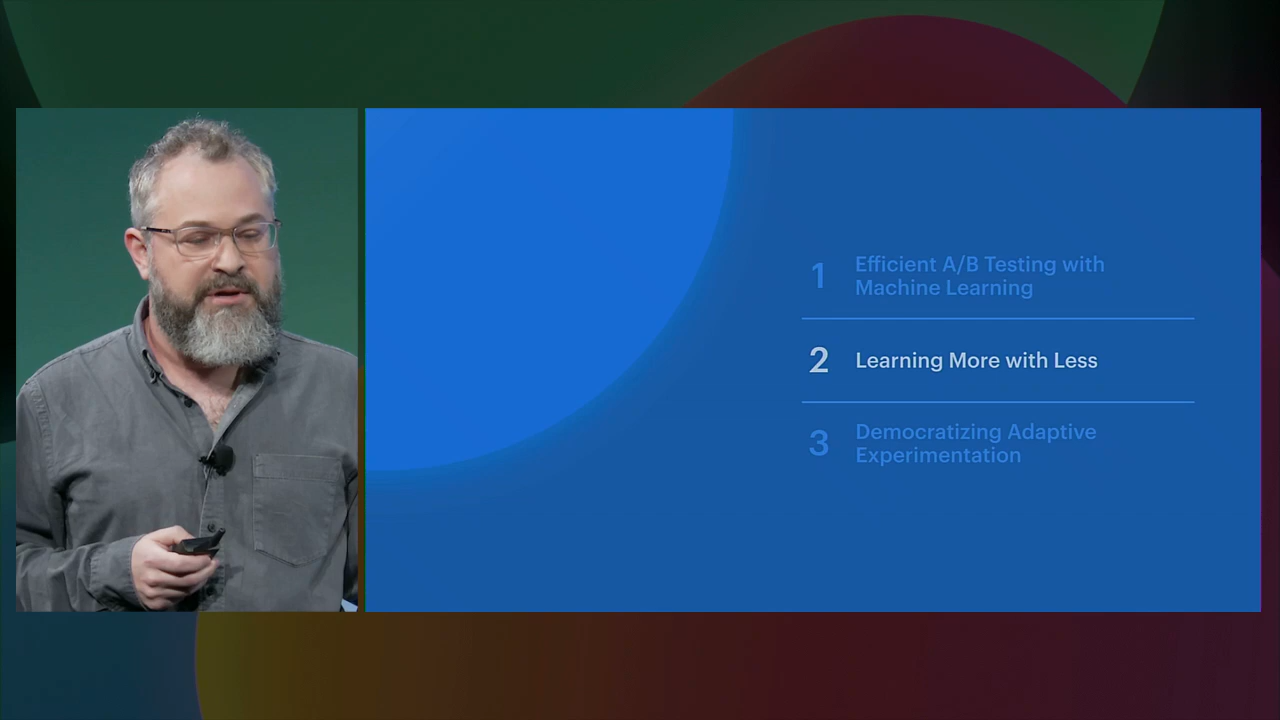 1
Efficient A/B Testing with
Machine Learning
2
Learning More with Less
3
Democratizing Adaptive
Experimentation